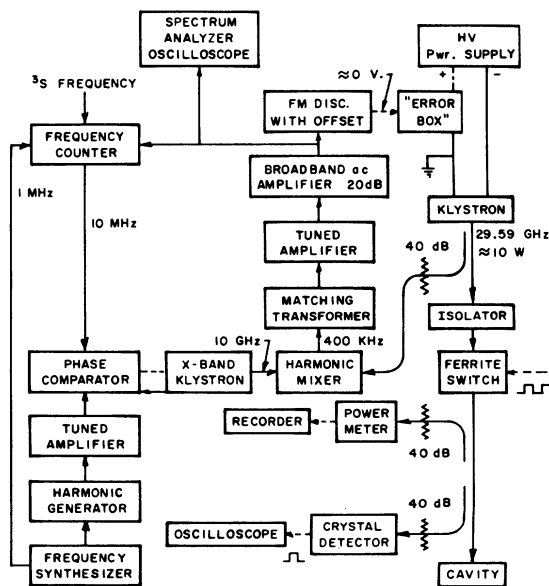 SPECTRUM
ANALYZER
OSCILLOSCOPE
HV
Pwr. SUPPLY
+
-
≈0 V.
³S FREQUENCY
FM DISC.
WITH OFFSET
"ERROR
BOX"
FREQUENCY
COUNTER
1 MHz
10 MHz
BROADBAND ac
AMPLIFIER 20dB
KLYSTRON
TUNED
AMPLIFIER
40 dB
29.59 GHz
≈10 W
MATCHING
TRANSFORMER
ISOLATOR
10 GHz
400 KHz
PHASE
COMPARATOR
X-BAND
KLYSTRON
HARMONIC
MIXER
FERRITE
SWITCH
TUNED
AMPLIFIER
RECORDER
POWER
METER
40 dB
HARMONIC
GENERATOR
40 dB
OSCILLOSCOPE
CRYSTAL
DETECTOR
FREQUENCY
SYNTHESIZER
CAVITY